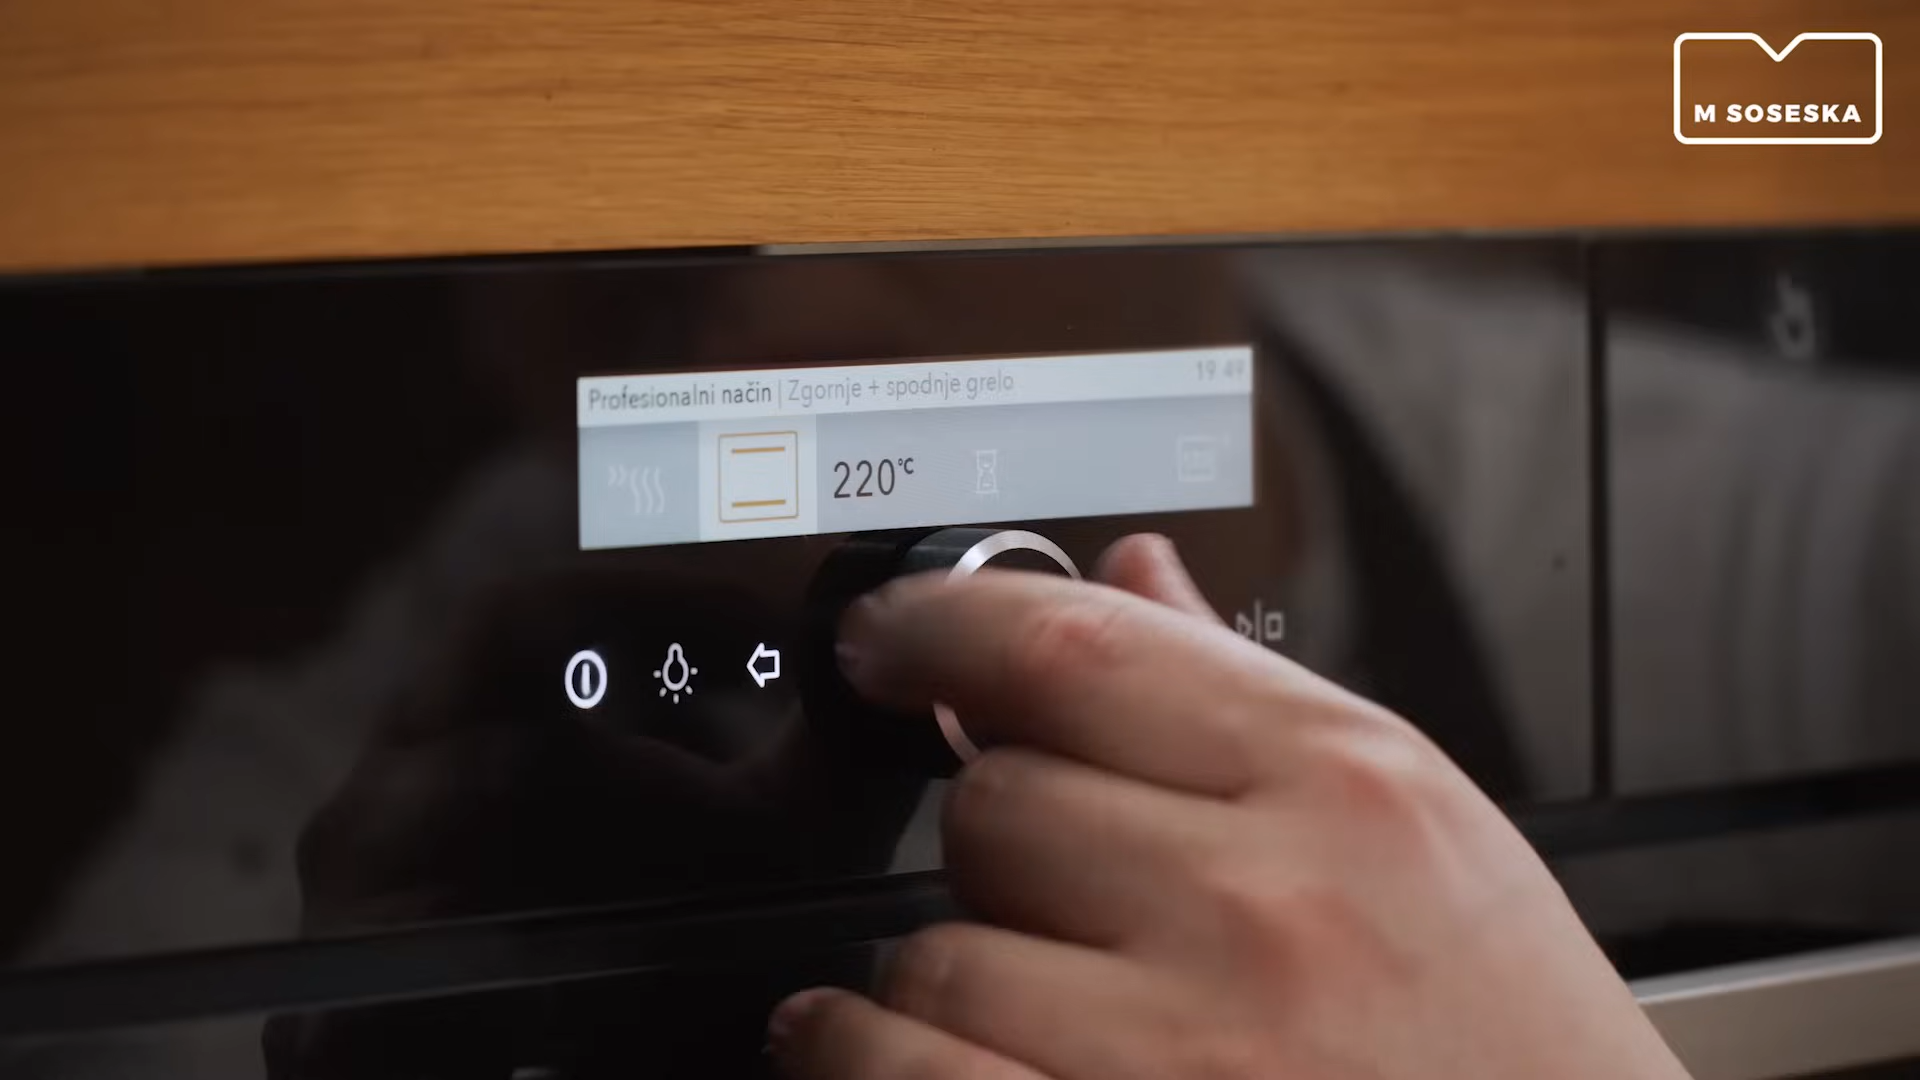 M SOSESKA
Profesionalni način | Zgornje + spodnje grelo 19 49
220°C